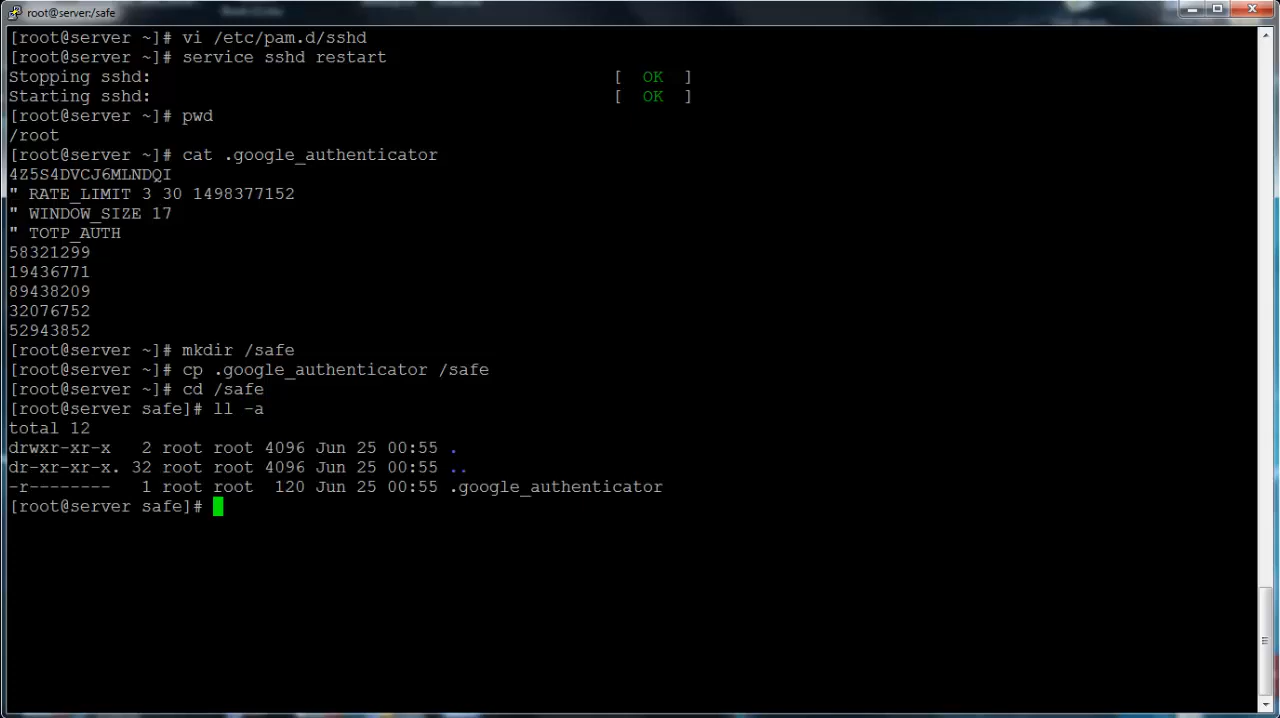 root@server:/safe
[root@server ~]# vi /etc/pam.d/sshd
[root@server ~]# service sshd restart
Stopping sshd: [ OK ]
Starting sshd: [ OK ]
[root@server ~]# pwd
/root
[root@server ~]# cat .google_authenticator
4Z5S4DVCJ6MLNDQI
" RATE_LIMIT 3 30 1498377152
" WINDOW_SIZE 17
" TOTP_AUTH
58321299
19436771
89438209
32076752
52943852
[root@server ~]# mkdir /safe
[root@server ~]# cp .google_authenticator /safe
[root@server ~]# cd /safe
[root@server safe]# ll -a
total 12
drwxr-xr-x 2 root root 4096 Jun 25 00:55 .
dr-xr-xr-x. 32 root root 4096 Jun 25 00:55 ..
-r-------- 1 root root 120 Jun 25 00:55 .google_authenticator
[root@server safe]#